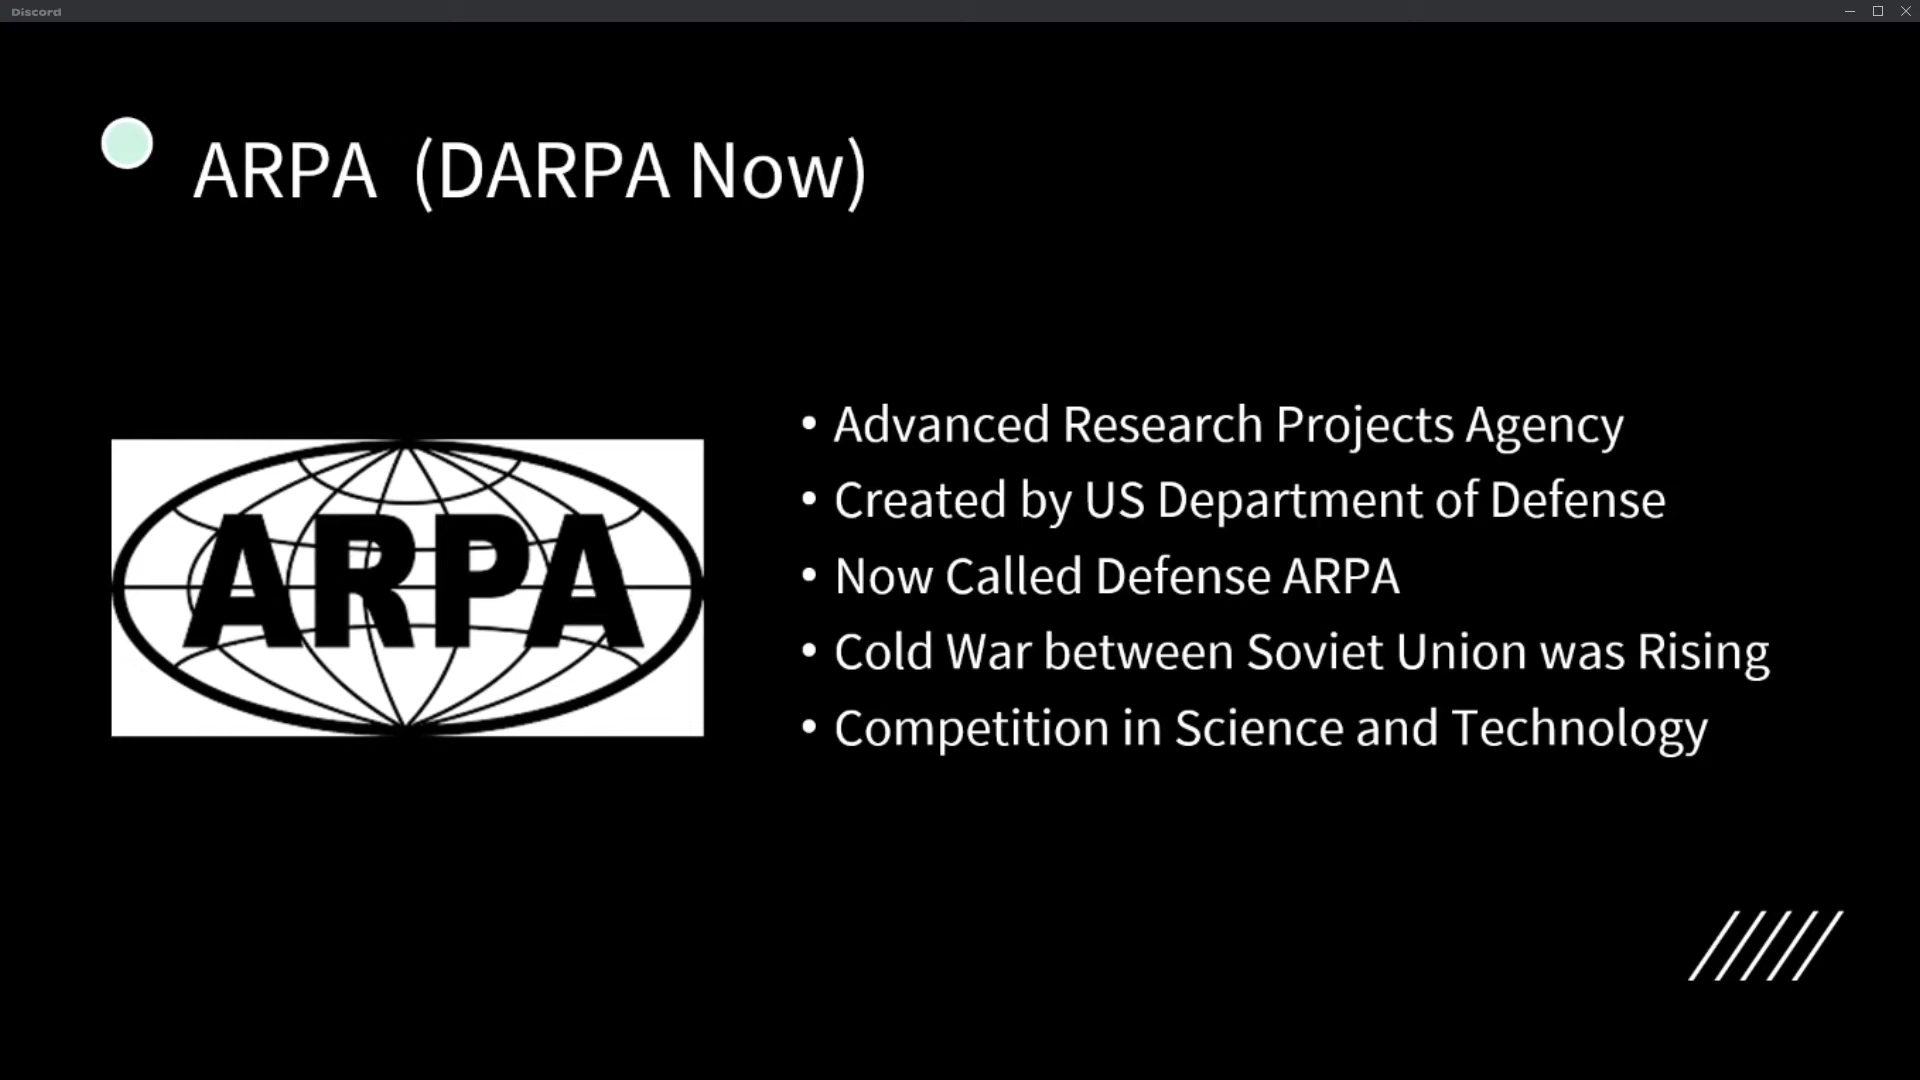 Discord
ARPA (DARPA Now)
ARPA
• Advanced Research Projects Agency
• Created by US Department of Defense
• Now Called Defense ARPA
• Cold War between Soviet Union was Rising
• Competition in Science and Technology